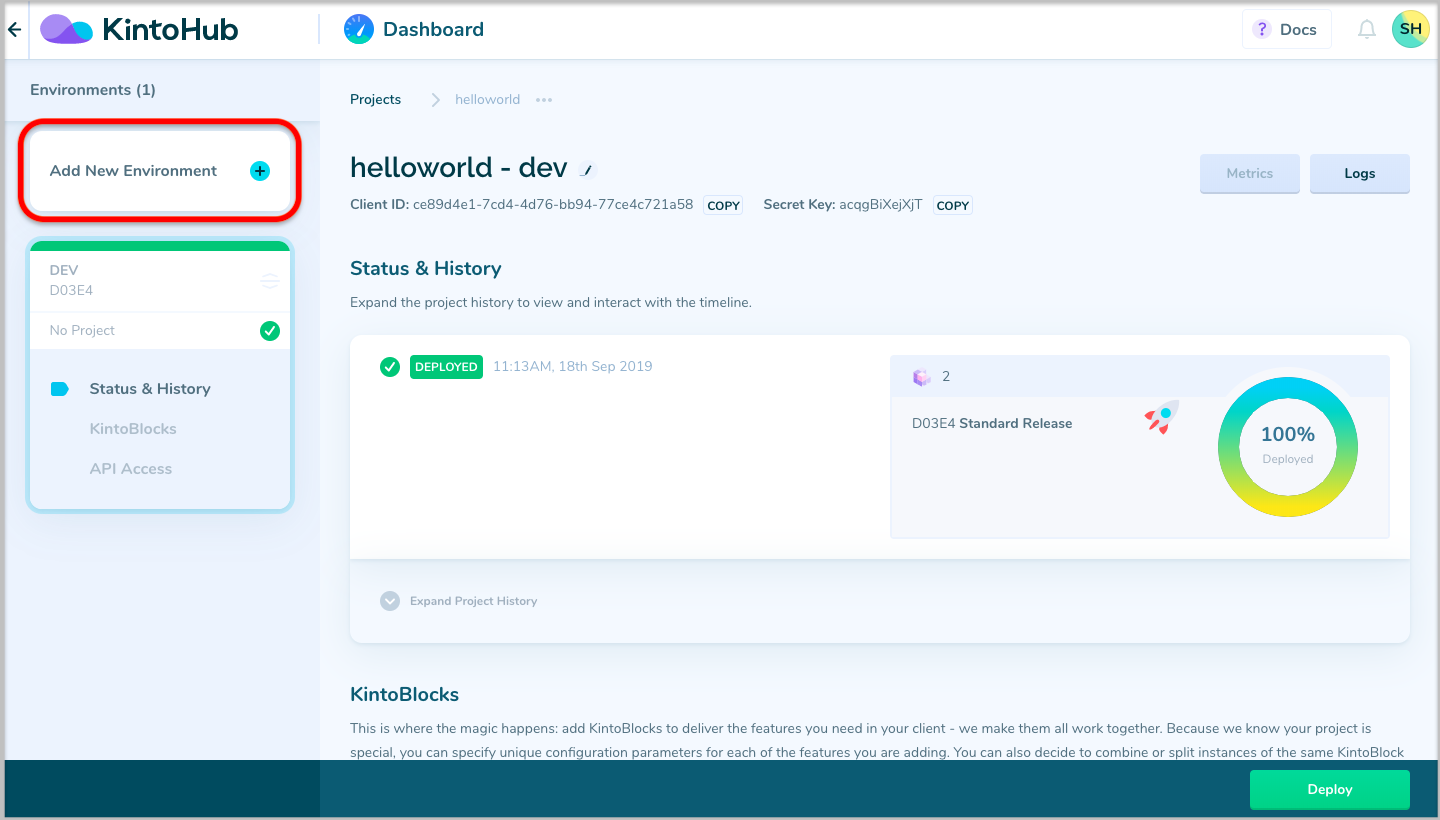 KintoHub
Dashboard
? Docs
SH
Environments (1)
Add New Environment
DEV
D03E4
No Project
Status & History
KintoBlocks
API Access
Projects
helloworld
helloworld - dev
Metrics
Logs
Client ID: ce89d4e1-7cd4-4d76-bb94-77ce4c721a58 COPY Secret Key: acqgBiXejXjT COPY
Status & History
Expand the project history to view and interact with the timeline.
DEPLOYED 11:13AM, 18th Sep 2019
2
D03E4 Standard Release
100%
Deployed
Expand Project History
KintoBlocks
This is where the magic happens: add KintoBlocks to deliver the features you need in your client - we make them all work together. Because we know your project is
special, you can specify unique configuration parameters for each of the features you are adding. You can also decide to combine or split instances of the same KintoBlock
Deploy